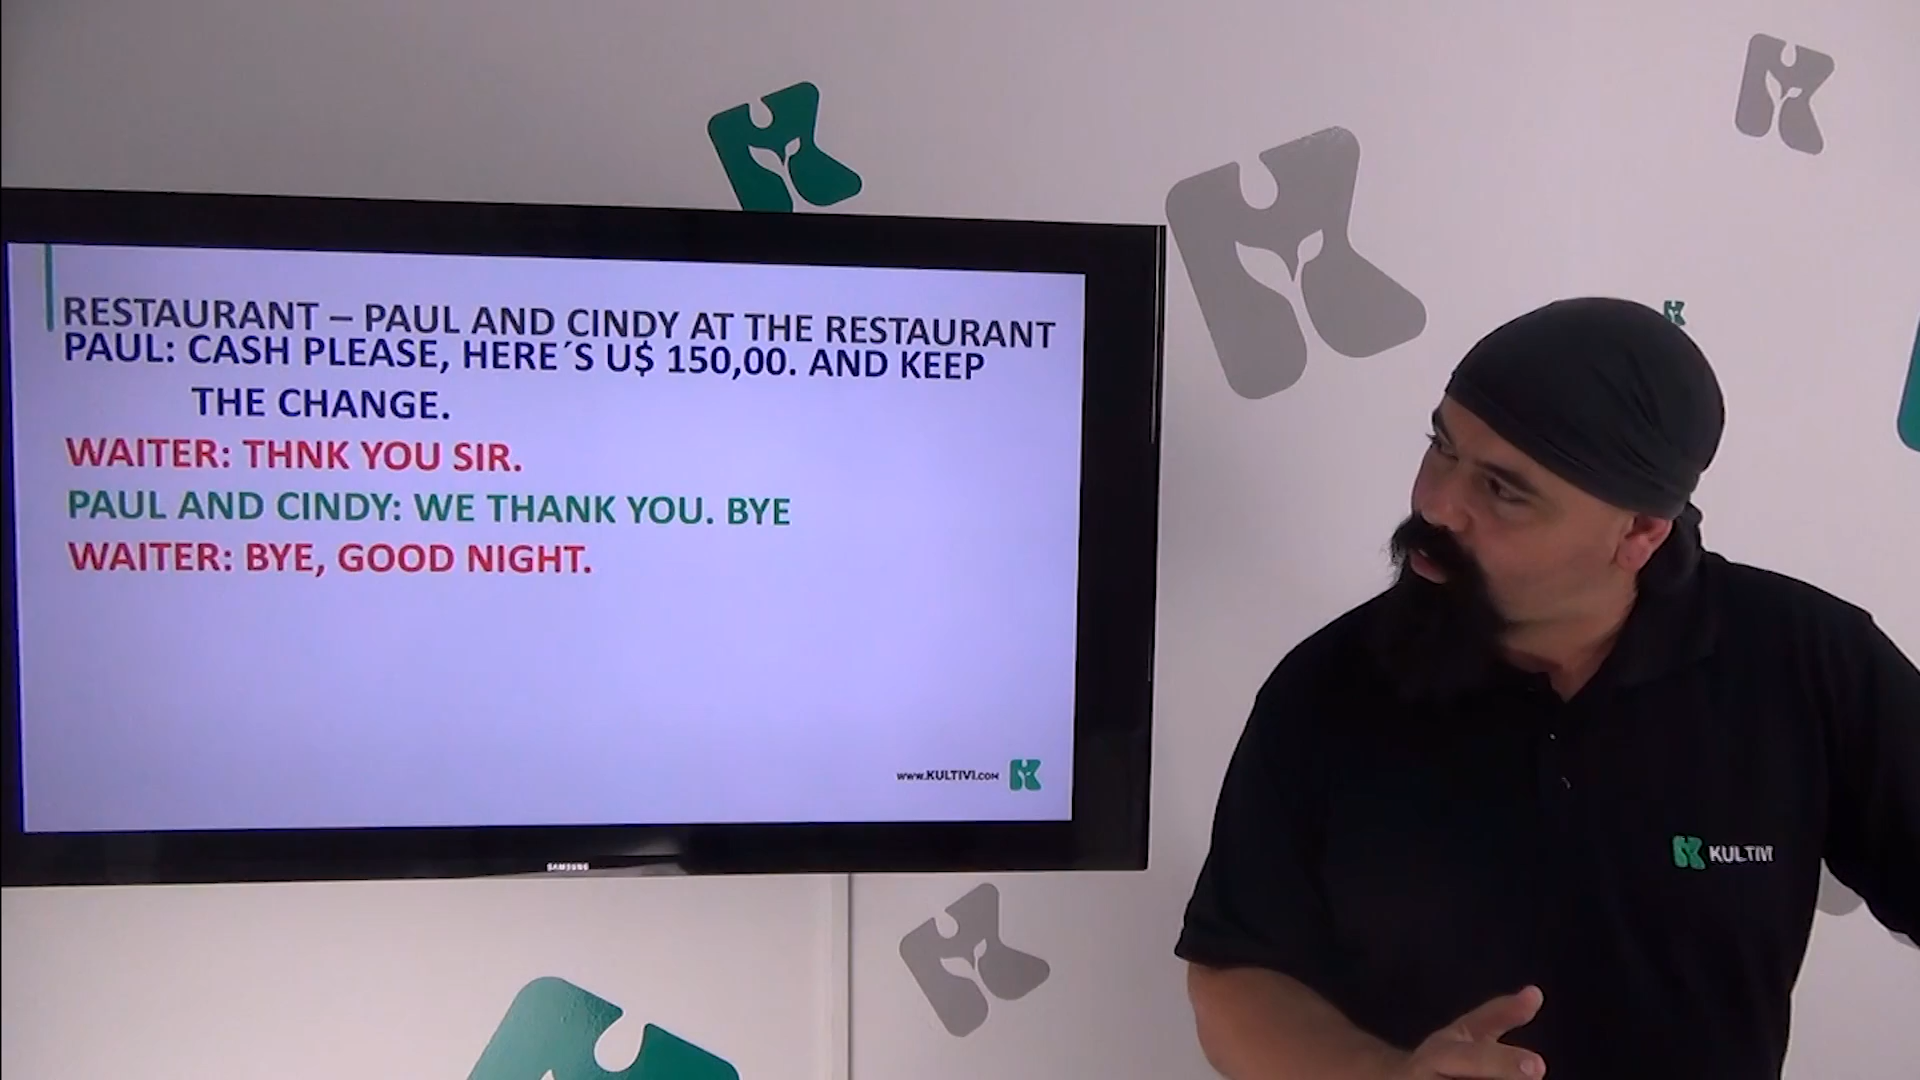 RESTAURANT – PAUL AND CINDY AT THE RESTAURANT
PAUL: CASH PLEASE, HERE´S U$ 150,00. AND KEEP
THE CHANGE.
WAITER: THNK YOU SIR.
PAUL AND CINDY: WE THANK YOU. BYE
WAITER: BYE, GOOD NIGHT.
WWW.KULTIVI.COM
SAMSUNG
KULTIVI